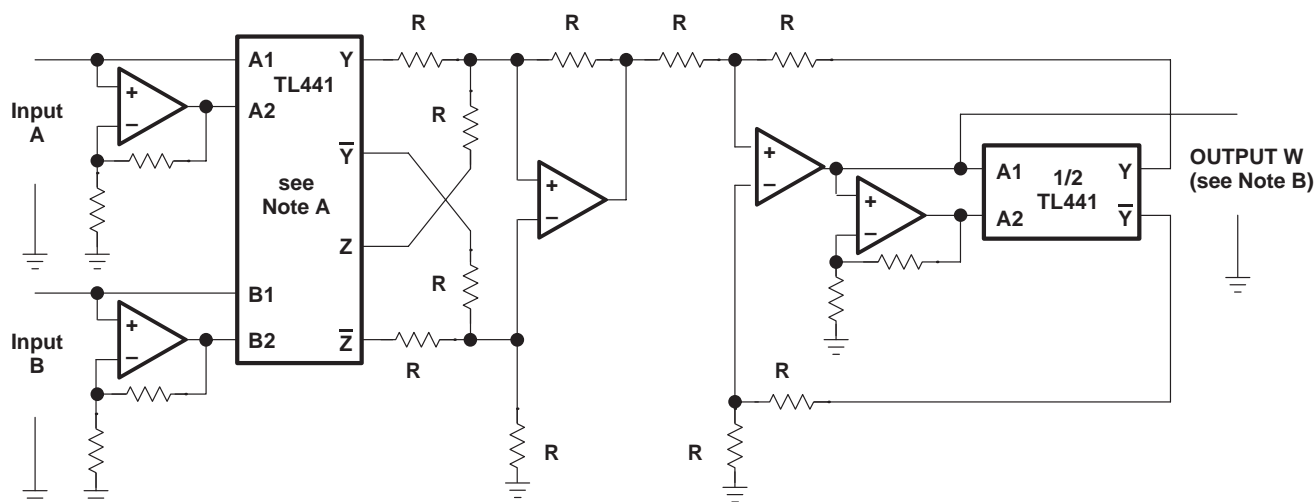 R
R
R
R
A1
Y
TL441
Input
A
A2
+
−
R
Y
see
Note A
Z
R
B1
Input
B
B2
+
−
Z
R
R
+
−
+
−
+
−
A1
Y
1/2
TL441
A2
Y
OUTPUT W
(see Note B)
R
R